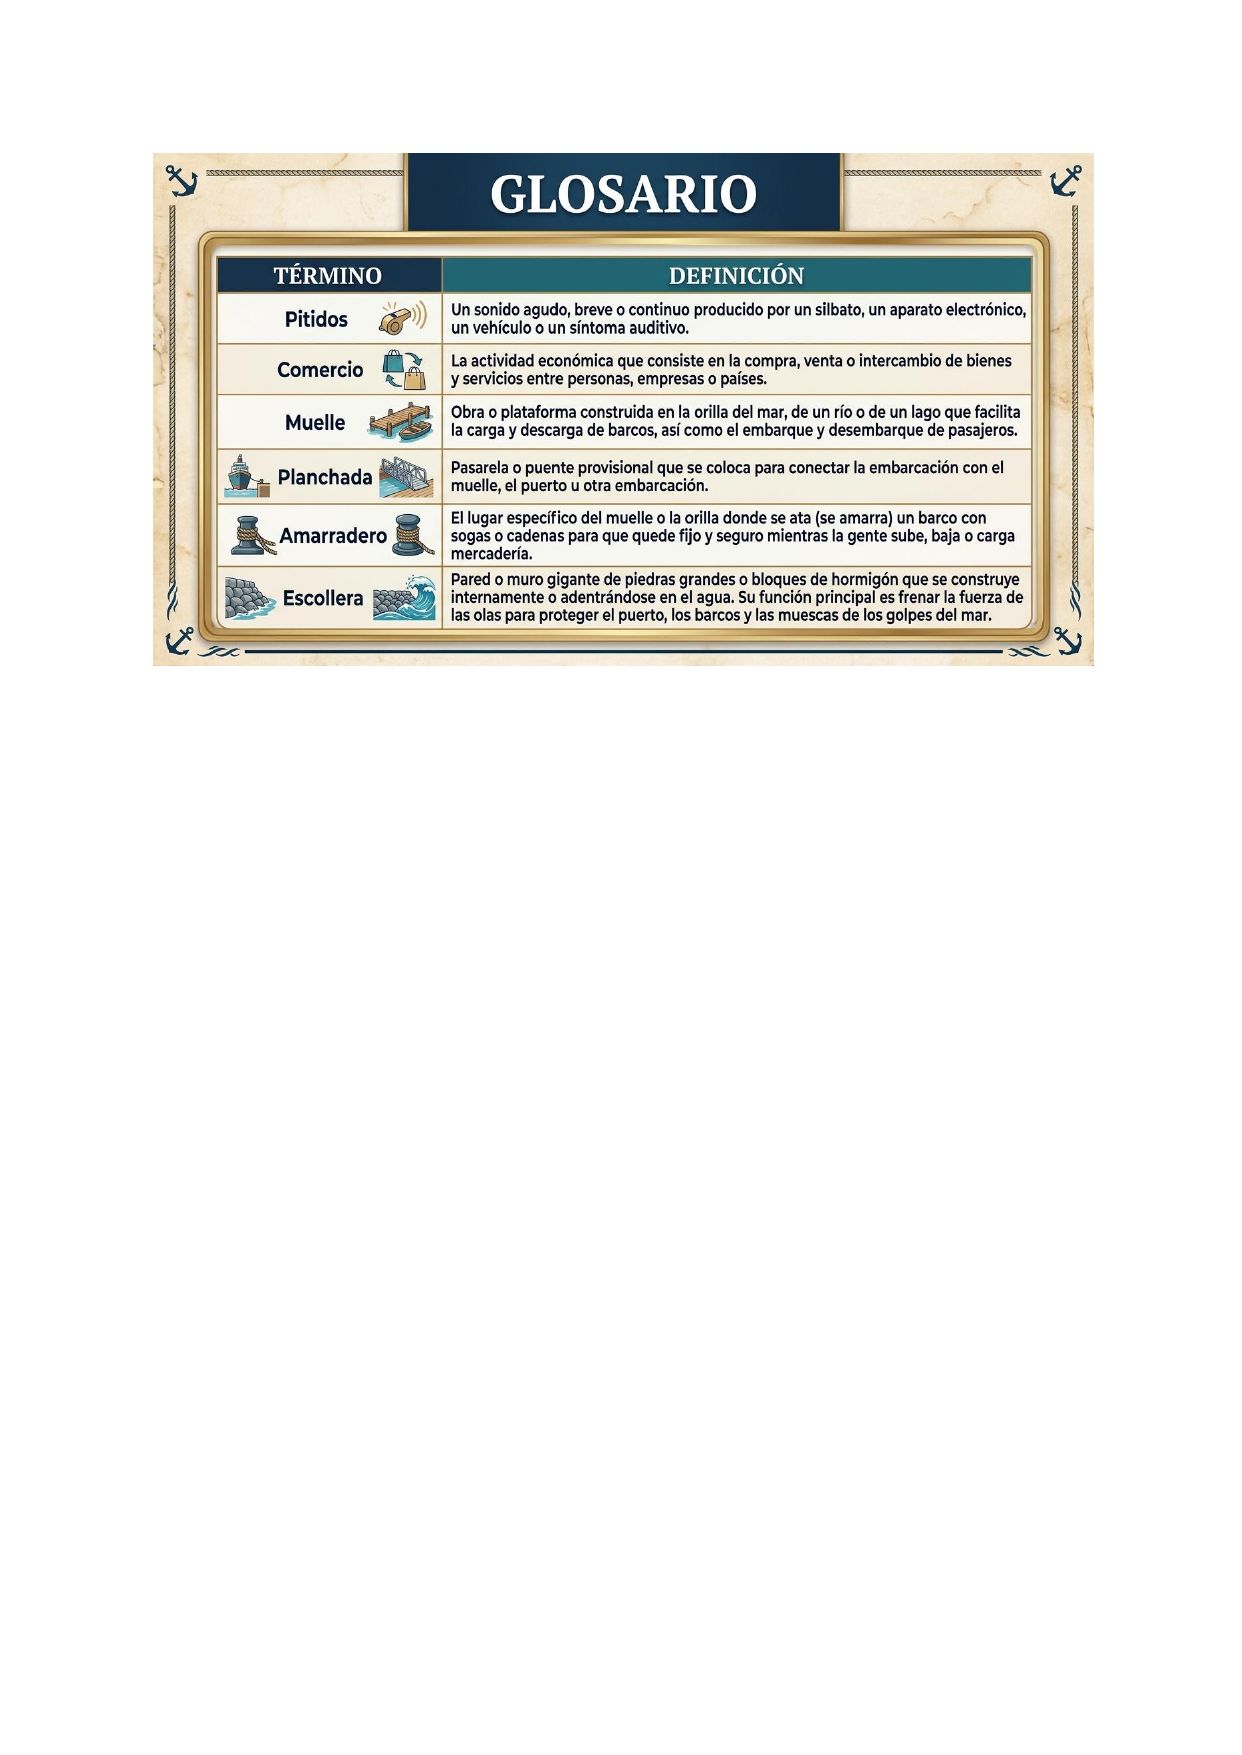 GLOSARIO
TÉRMINO
DEFINICIÓN
Pitidos
Un sonido agudo, breve o continuo producido por un silbato, un aparato electrónico,
un vehículo o un síntoma auditivo.
Comercio
La actividad económica que consiste en la compra, venta o intercambio de bienes
y servicios entre personas, empresas o países.
Muelle
Obra o plataforma construida en la orilla del mar, de un río o de un lago que facilita
la carga y descarga de barcos, así como el embarque y desembarque de pasajeros.
Planchada
Pasarela o puente provisional que se coloca para conectar la embarcación con el
muelle, el puerto u otra embarcación.
Amarradero
El lugar específico del muelle o la orilla donde se ata (se amarra) un barco con
sogas o cadenas para que quede fijo y seguro mientras la gente sube, baja o carga
mercadería.
Escollera
Pared o muro gigante de piedras grandes o bloques de hormigón que se construye
internamente o adentrándose en el agua. Su función principal es frenar la fuerza de
las olas para proteger el puerto, los barcos y las muescas de los golpes del mar.